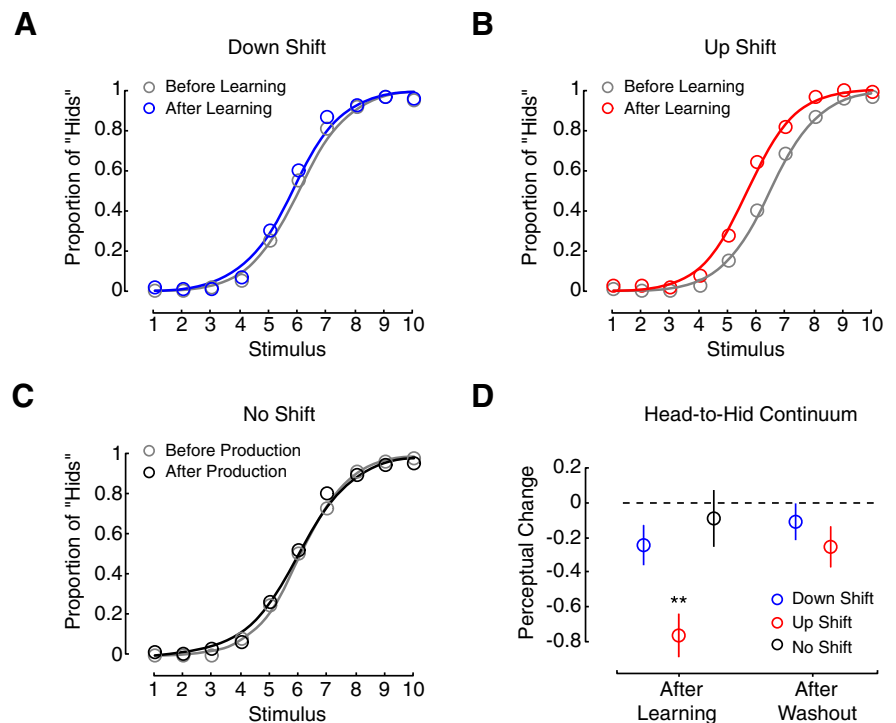 A
Down Shift
Before Learning
After Learning
Proportion of "Hids"
1
0.8
0.6
0.4
0.2
0
1 2 3 4 5 6 7 8 9 10
Stimulus
B
Up Shift
Before Learning
After Learning
Proportion of "Hids"
1
0.8
0.6
0.4
0.2
0
1 2 3 4 5 6 7 8 9 10
Stimulus
C
No Shift
Before Production
After Production
Proportion of "Hids"
1
0.8
0.6
0.4
0.2
0
1 2 3 4 5 6 7 8 9 10
Stimulus
D
Head-to-Hid Continuum
Perceptual Change
0.2
0
-0.2
-0.4
-0.6
-0.8
**
Down Shift
Up Shift
No Shift
After
Learning
After
Washout